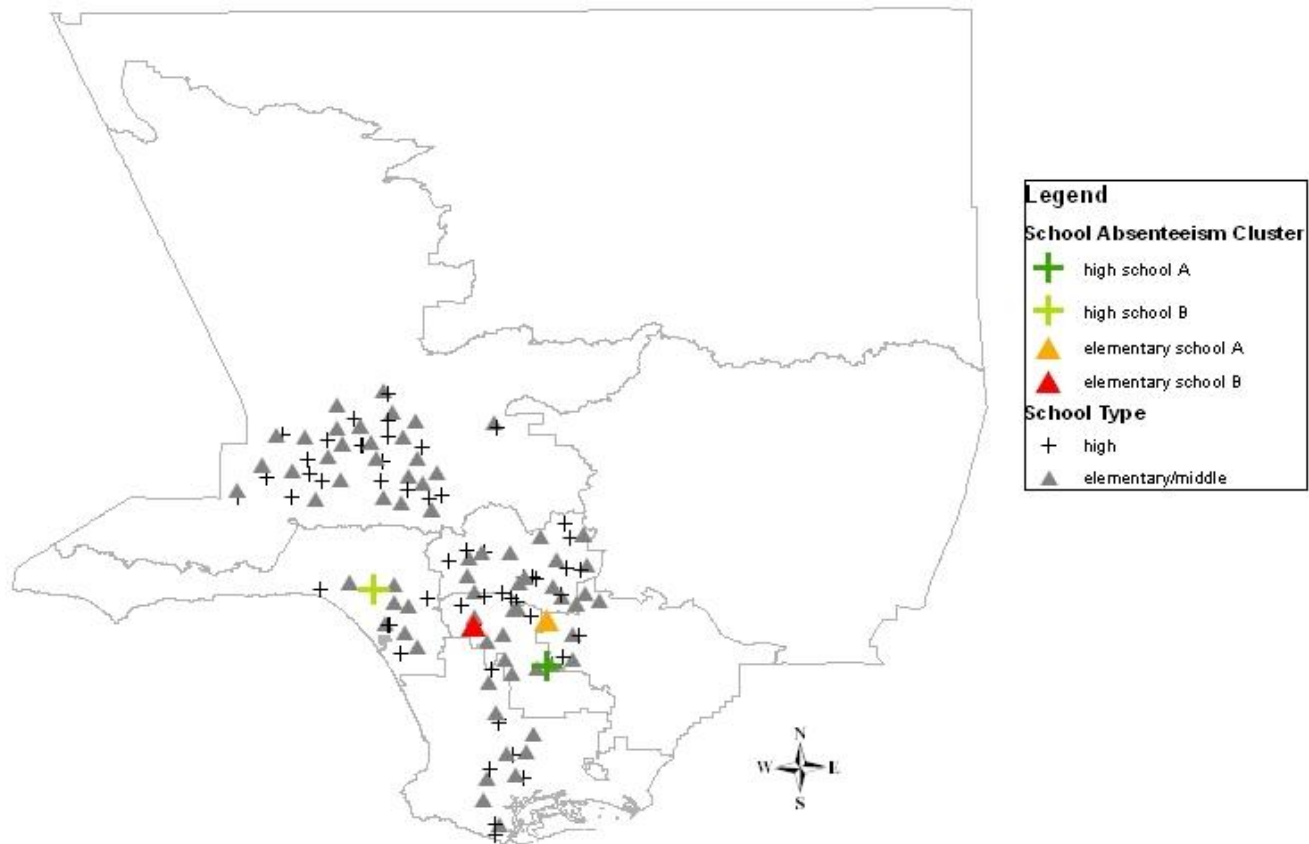 Legend
School Absenteeism Cluster
high school A
high school B
elementary school A
elementary school B
School Type
high
elementary/middle
N
W E
S